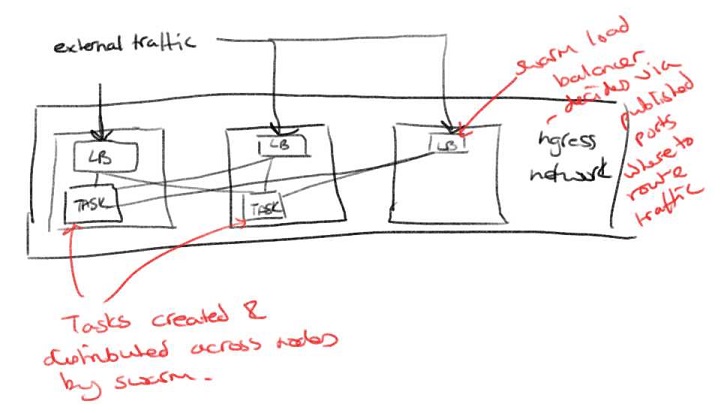 external traffic
swarm load
balancer
- decides via
published
ports
where to
route
traffic
LB
LB
LB
TASK
TASK
Ingress
network
Tasks created &
distributed across nodes
by swarm.